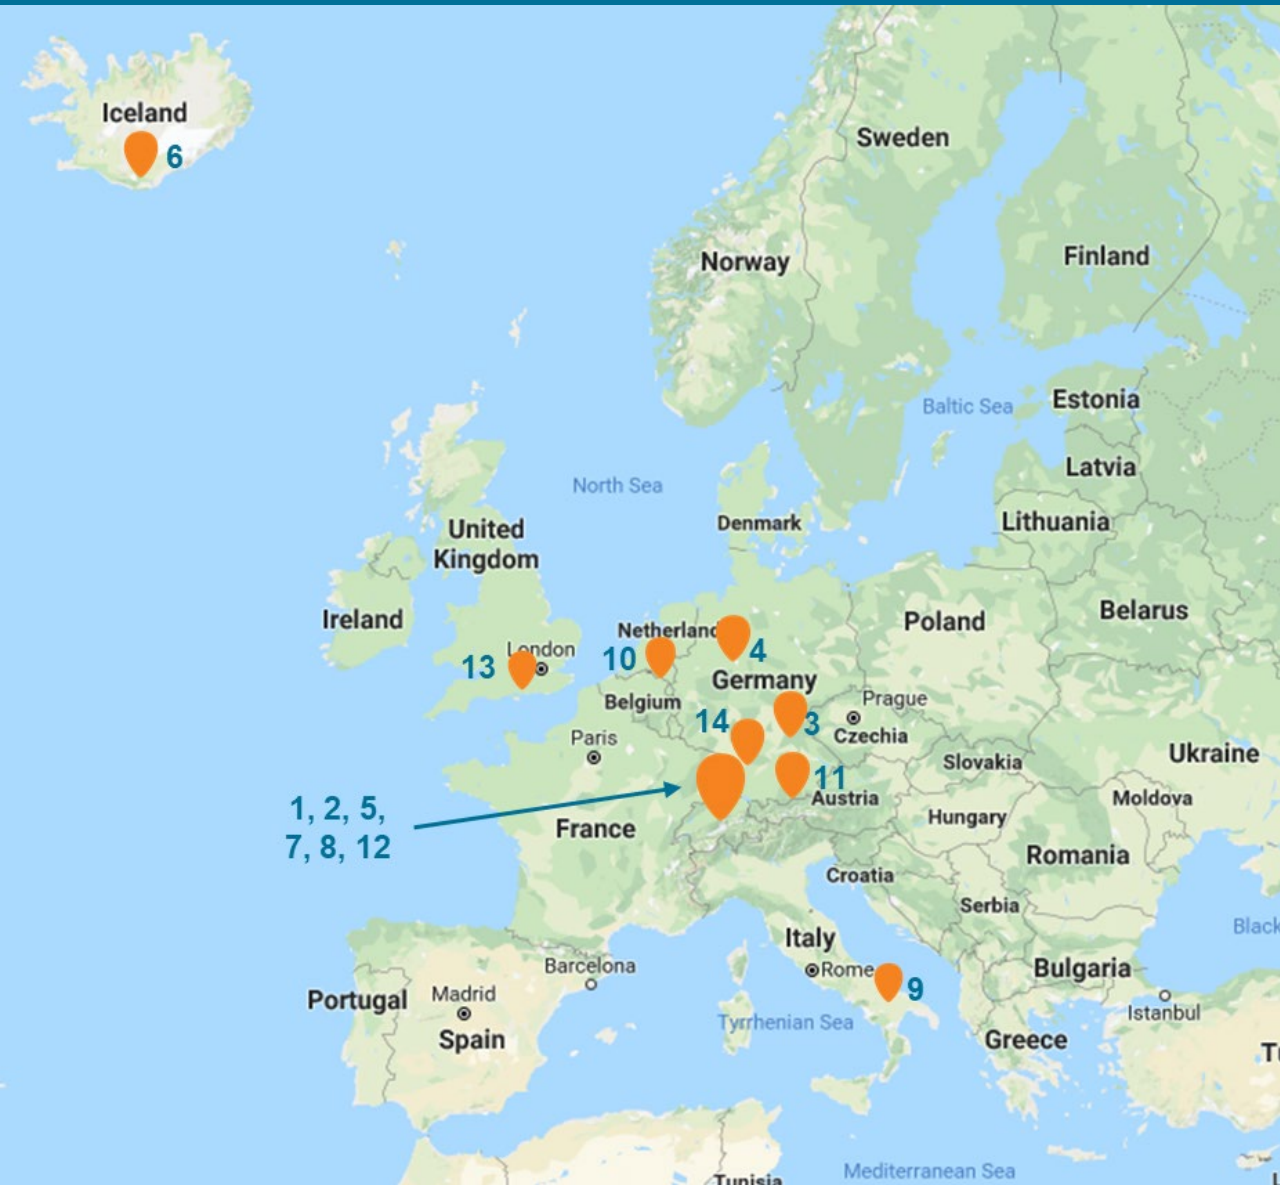 Iceland
6
Sweden
Norway
Finland
Baltic Sea
Estonia
Latvia
North Sea
Denmark
Lithuania
United
Kingdom
Ireland
Belarus
Poland
Netherland
4
London
13
10
Germany
Belgium
Prague
14
3
Czechia
Paris
Ukraine
Slovakia
11
Austria
Moldova
1, 2, 5,
7, 8, 12
France
Hungary
Romania
Croatia
Serbia
Black
Italy
Rome
Barcelona
Bulgaria
9
Portugal
Madrid
Istanbul
Tyrrhenian Sea
Spain
Greece
Mediterranean Sea
Tunisia